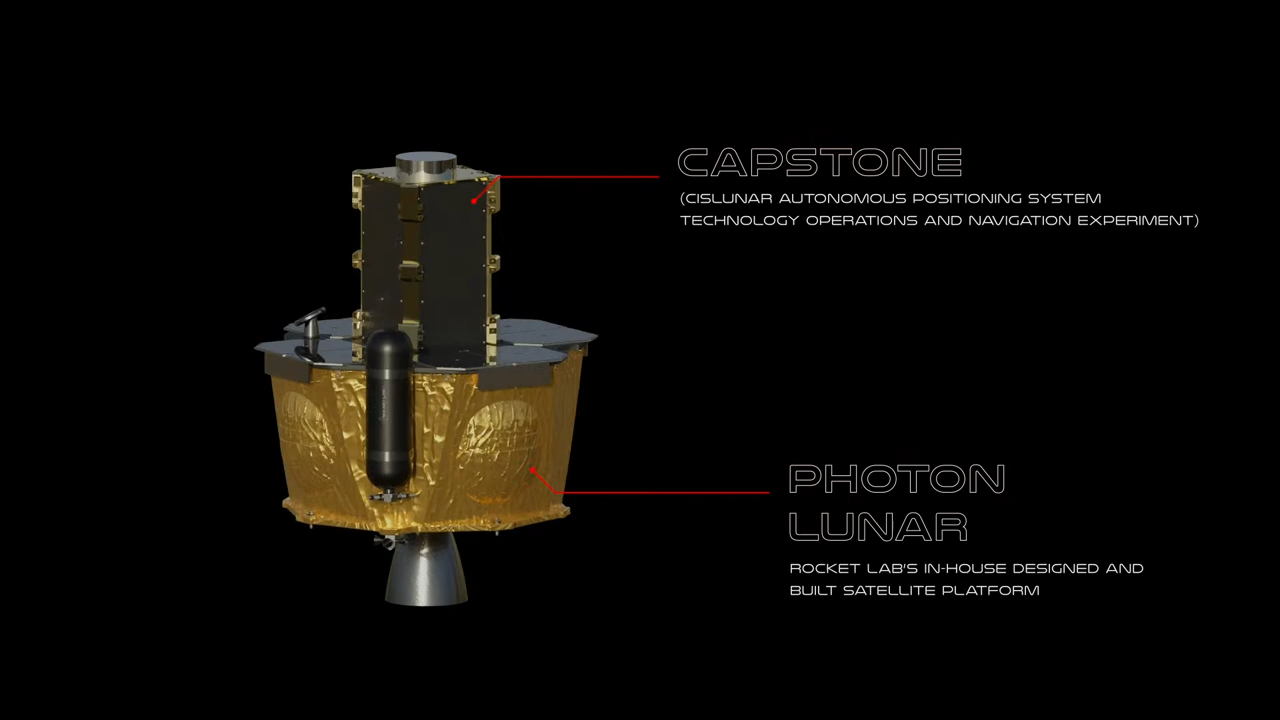 CAPSTONE
(CISLUNAR AUTONOMOUS POSITIONING SYSTEM
TECHNOLOGY OPERATIONS AND NAVIGATION EXPERIMENT)
PHOTON
LUNAR
ROCKET LAB'S IN-HOUSE DESIGNED AND
BUILT SATELLITE PLATFORM